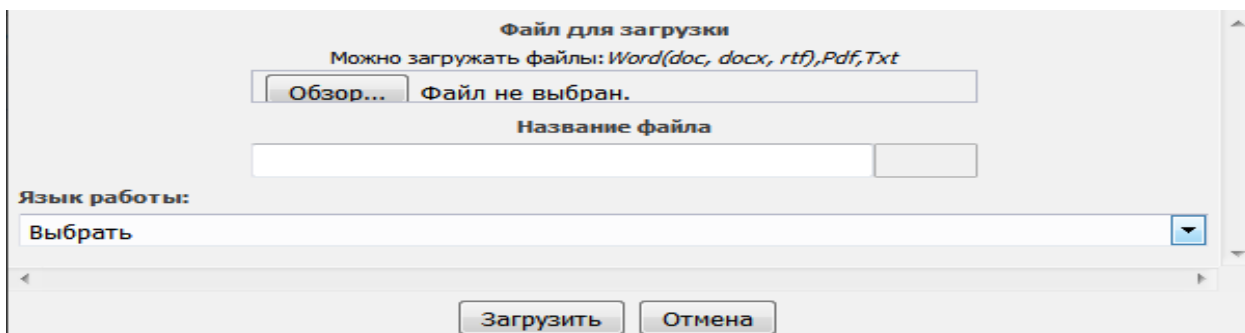 Файл для загрузки
Можно загружать файлы: Word(doc, docx, rtf),Pdf,Txt
Обзор... Файл не выбран.
Название файла
Язык работы:
Выбрать
Загрузить Отмена